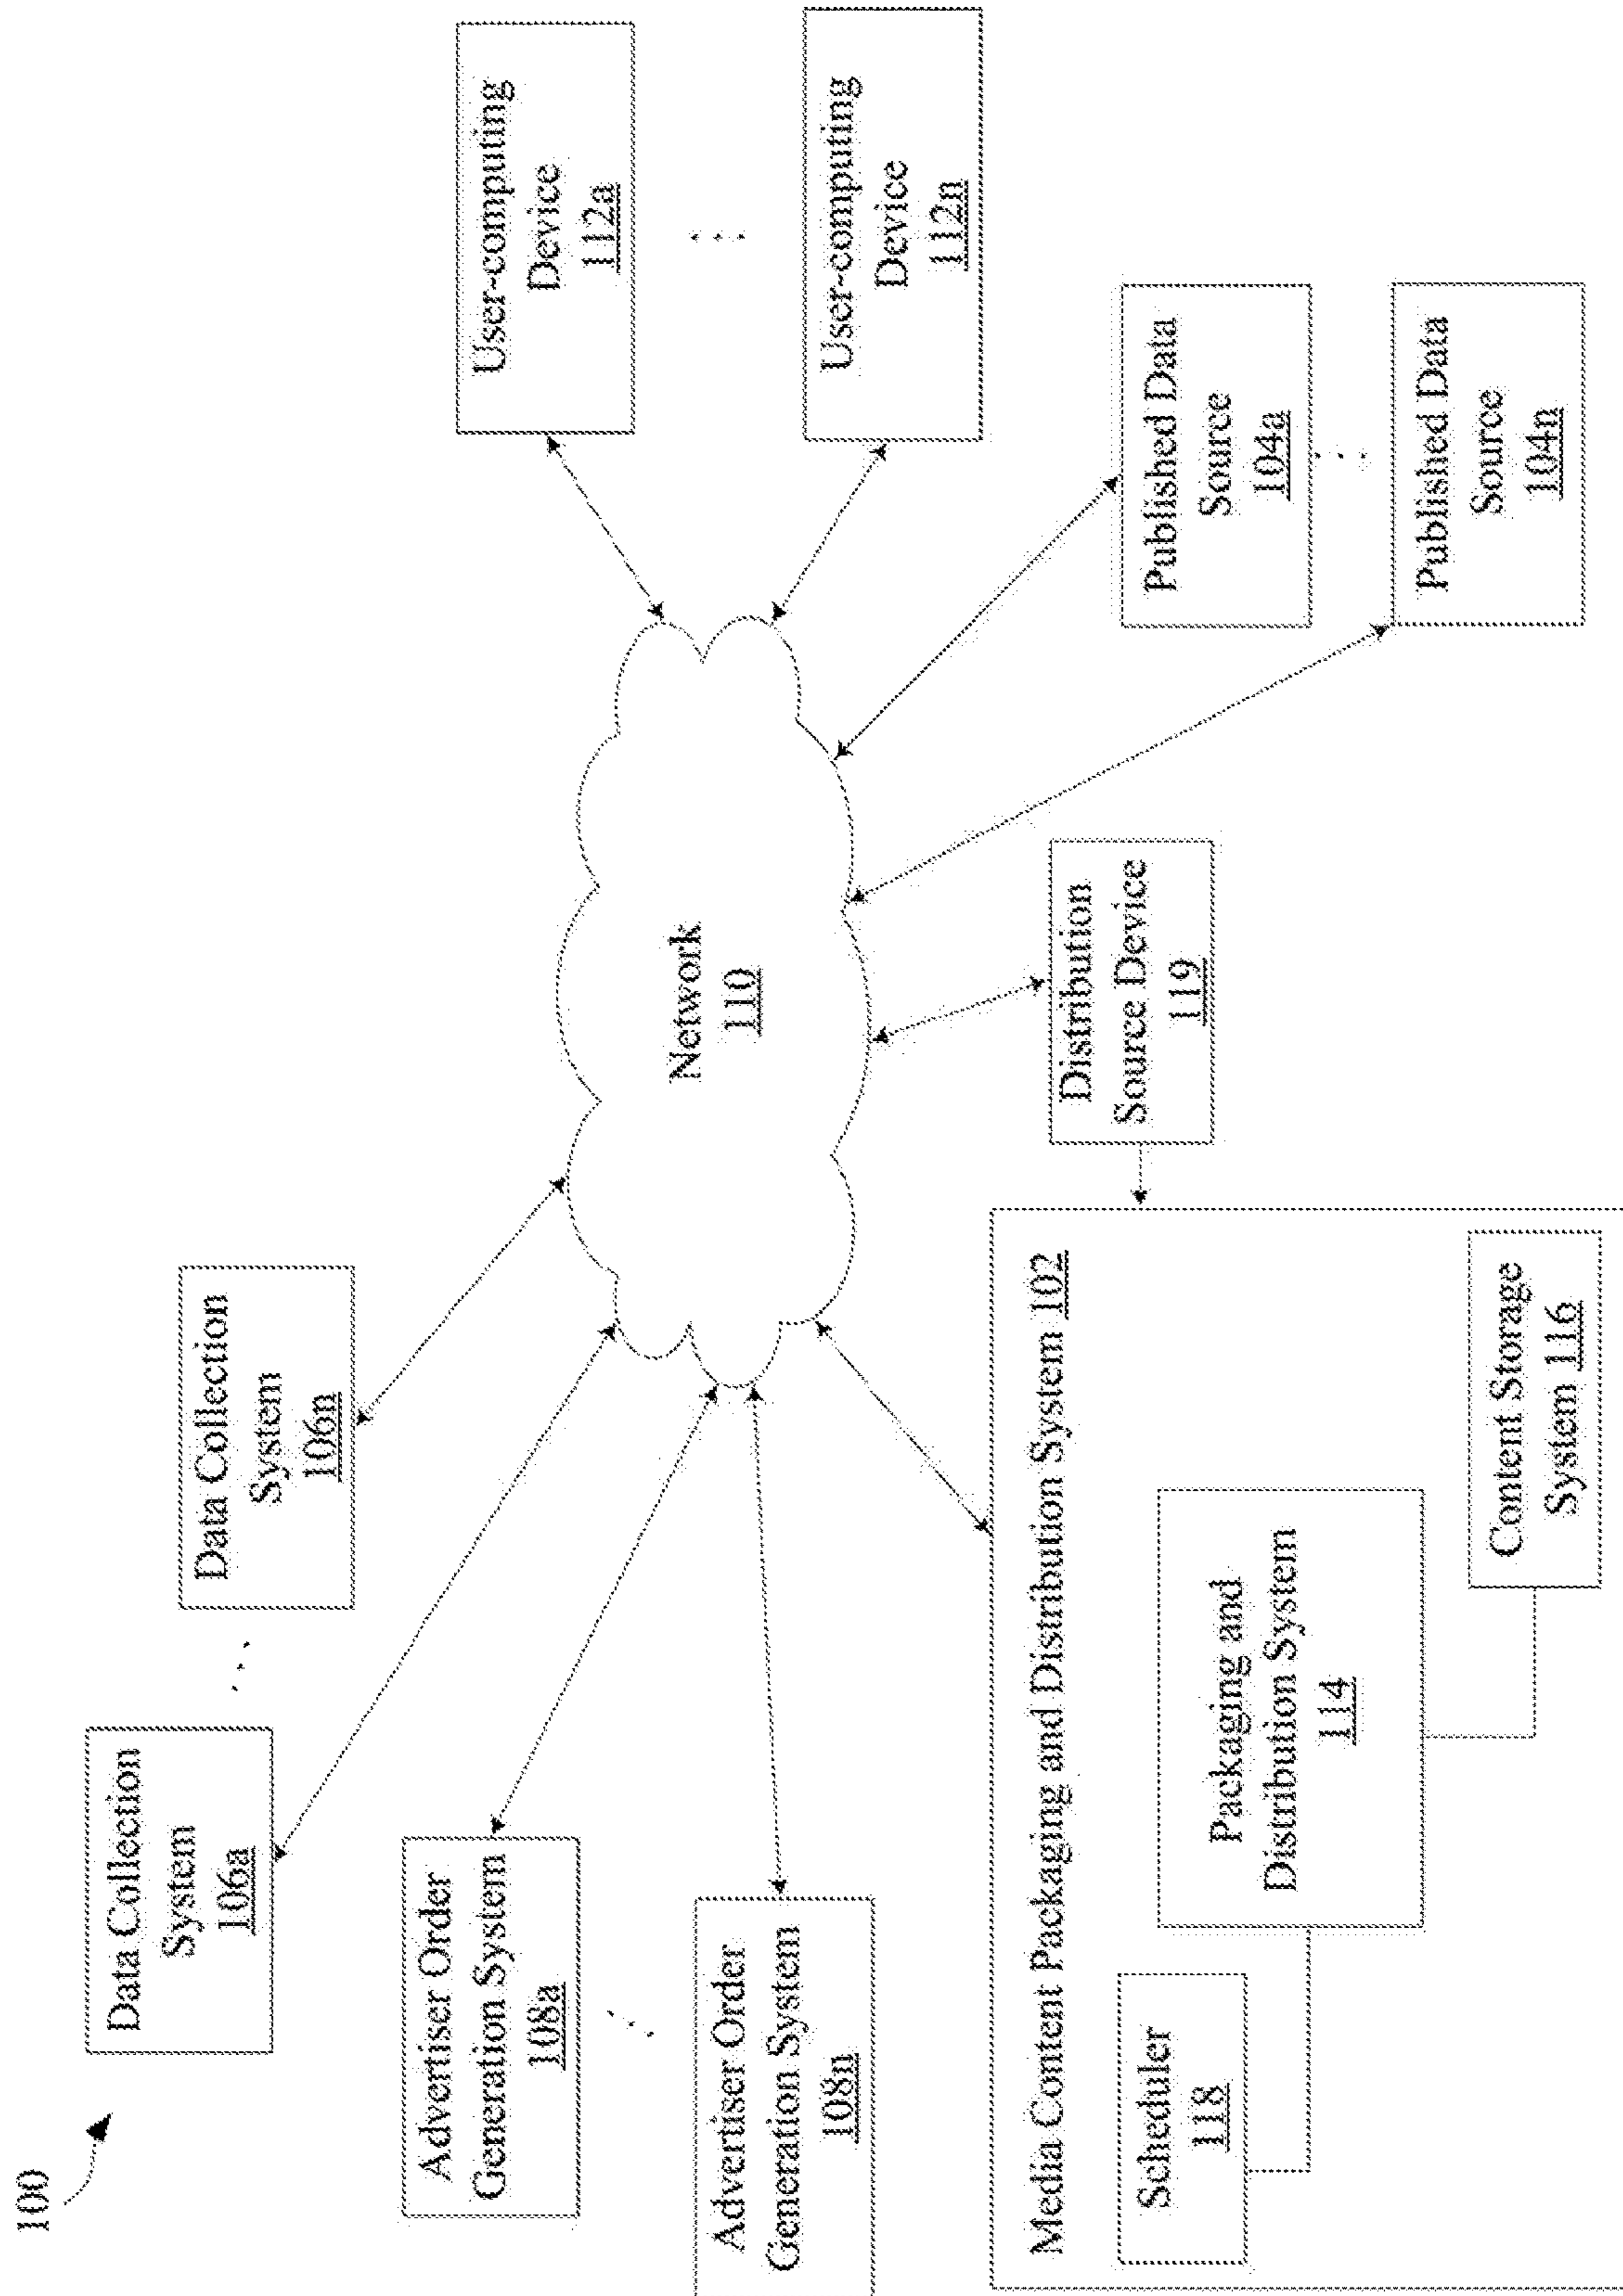 100
Data Collection
System
106a
Data Collection
System
106n
Advertiser Order
Generation System
108a
Advertiser Order
Generation System
108n
Network
110
User-computing
Device
112a
User-computing
Device
112n
Published Data
Source
104a
Published Data
Source
104n
Distribution
Source Device
119
Media Content Packaging and Distribution System 102
Scheduler
118
Packaging and
Distribution System
114
Content Storage
System 116